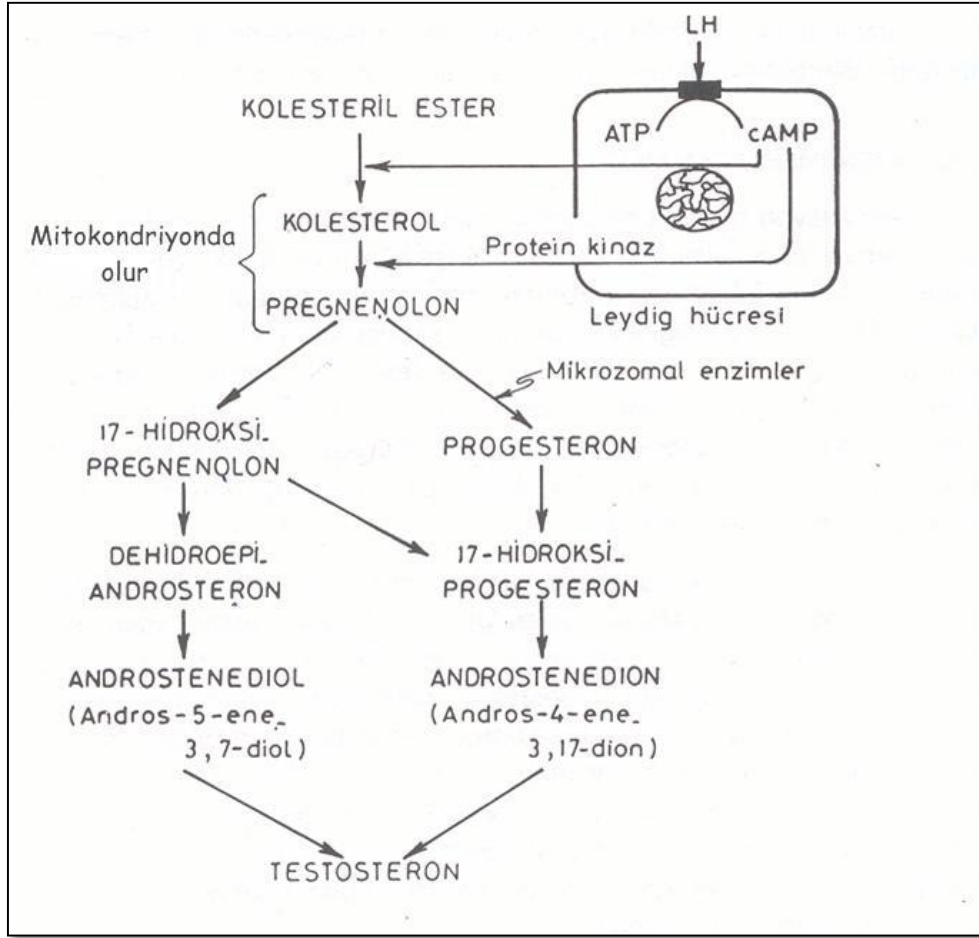 LH
KOLESTERİL ESTER
ATP
cAMP
Mitokondriyonda
olur
KOLESTEROL
Protein kinaz
PREGNENOLON
Leydig hücresi
Mikrozomal enzimler
17-HİDROKSİ-
PREGNENOLON
PROGESTERON
DEHİDROEPİ-
ANDROSTERON
17-HİDROKSİ-
PROGESTERON
ANDROSTENEDIOL
(Andros-5-ene-
3,7-diol)
ANDROSTENEDION
(Andros-4-ene-
3,17-dion)
TESTOSTERON